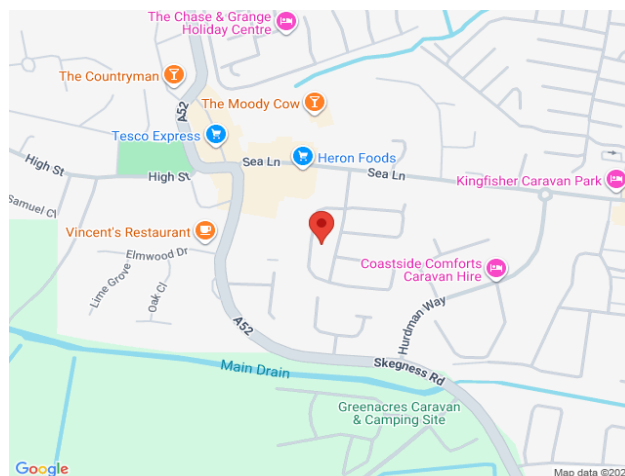 The Chase & Grange
Holiday Centre
The Countryman
A52
The Moody Cow
Tesco Express
Heron Foods
High St
Sea Ln
Sea Ln
High St
Kingfisher Caravan Park
Samuel Cl
Vincent's Restaurant
Elmwood Dr
Lime Grove
Oak Cl
Coastside Comforts
Caravan Hire
Hurdman Way
A52
Skegness Rd
Main Drain
Greenacres Caravan
& Camping Site
Google
Map data ©202